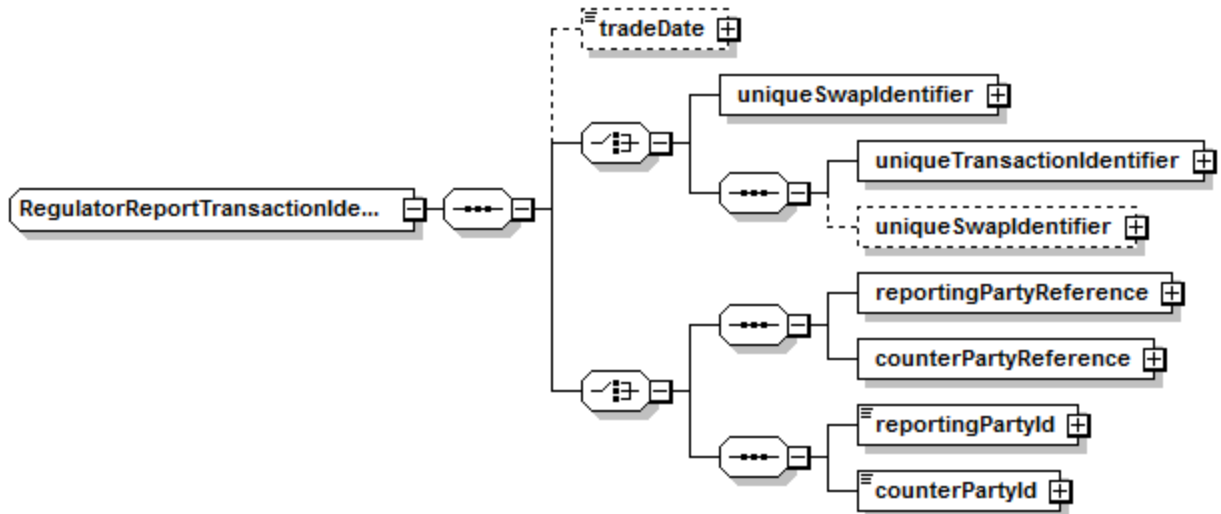 tradeDate
uniqueSwapIdentifier
uniqueTransactionIdentifier
RegulatorReportTransactionIde...
uniqueSwapIdentifier
reportingPartyReference
counterPartyReference
reportingPartyId
counterPartyId